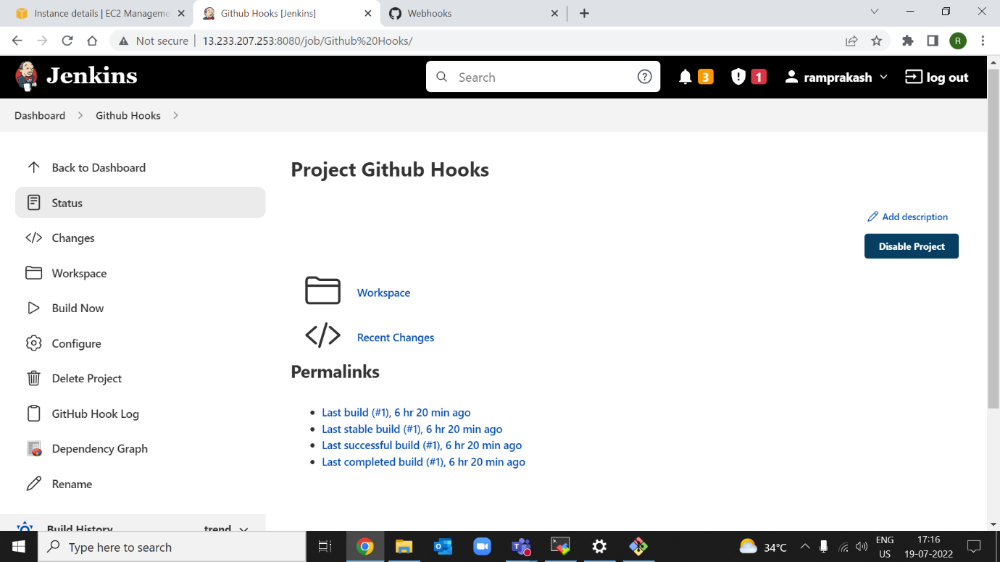 Instance details | EC2 Manageme
Github Hooks [Jenkins]
Webhooks
Not secure
13.233.207.253:8080/job/Github%20Hooks/
R
Jenkins
Search
3
1
ramprakash
log out
Dashboard
Github Hooks
Back to Dashboard
Status
Changes
Workspace
Build Now
Configure
Delete Project
GitHub Hook Log
Dependency Graph
Rename
Build History
trend
Project Github Hooks
Add description
Disable Project
Workspace
Recent Changes
Permalinks
Last build (#1), 6 hr 20 min ago
Last stable build (#1), 6 hr 20 min ago
Last successful build (#1), 6 hr 20 min ago
Last completed build (#1), 6 hr 20 min ago
Type here to search
34°C
ENG
US
17:16
19-07-2022